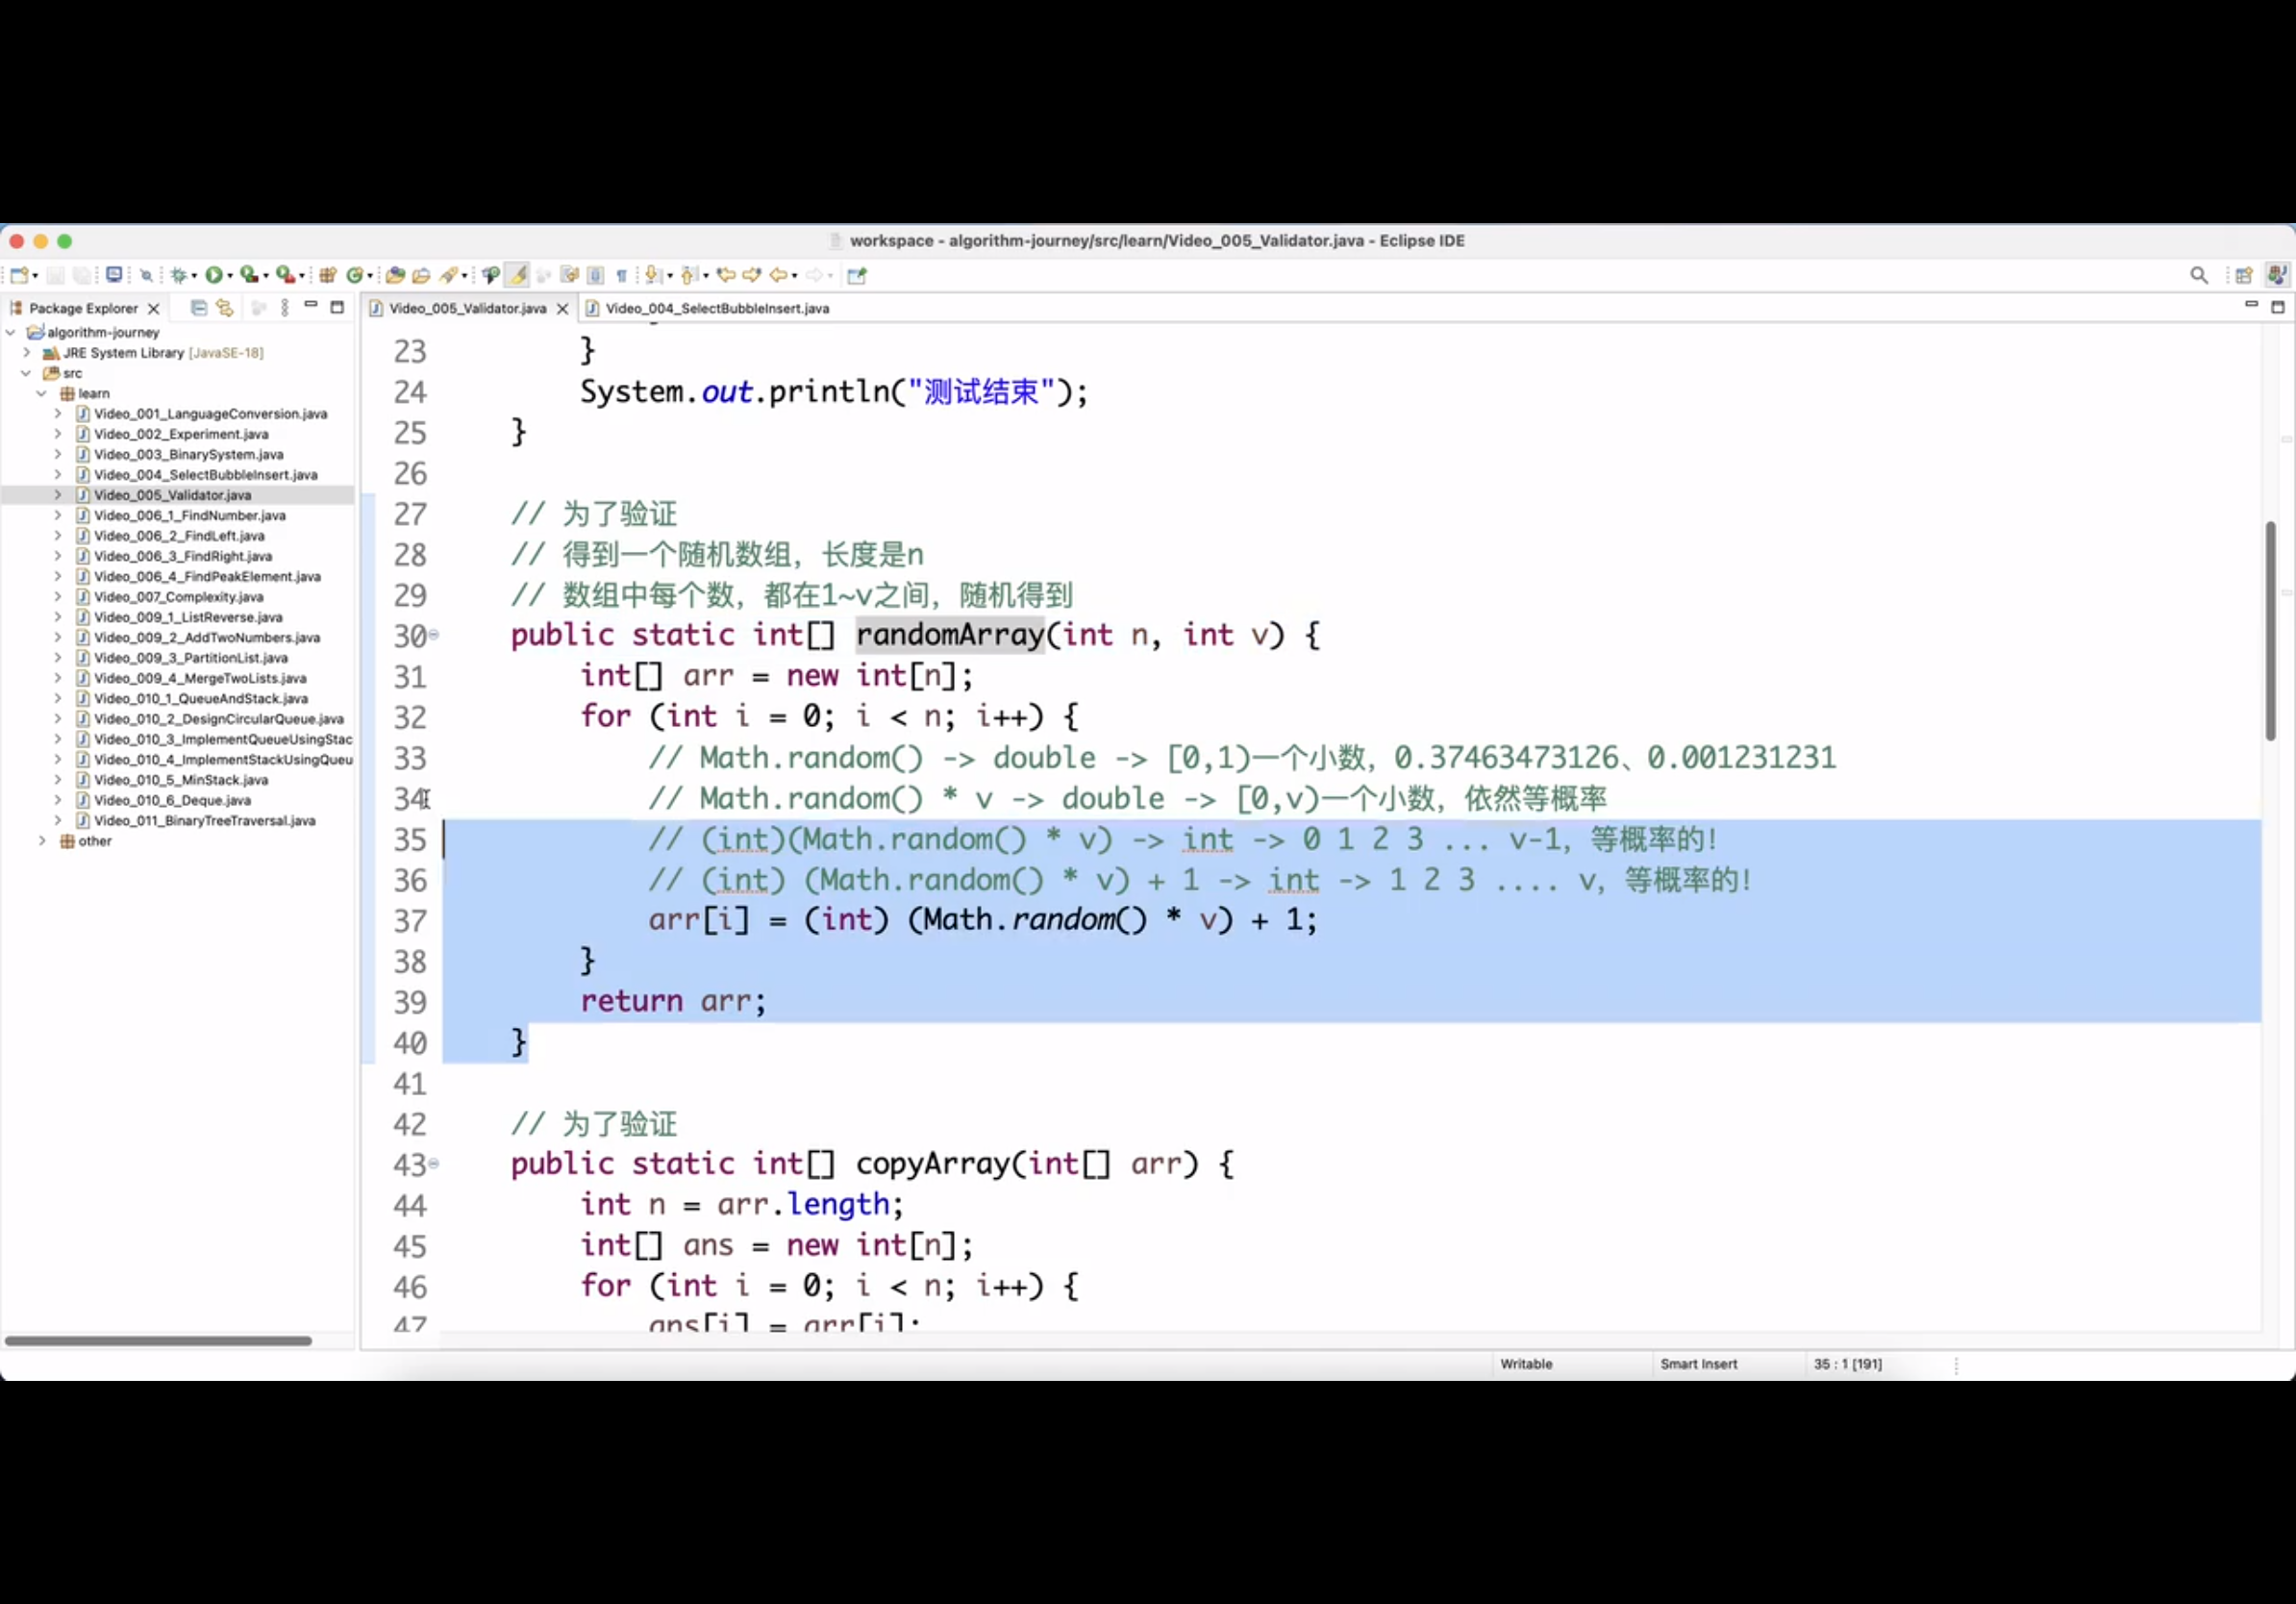 workspace - algorithm-journey/src/learn/Video_005_Validator.java - Eclipse IDE
Package Explorer
Video_005_Validator.java
Video_004_SelectBubbleInsert.java
algorithm-journey
JRE System Library [JavaSE-18]
src
learn
Video_001_LanguageConversion.java
Video_002_Experiment.java
Video_003_BinarySystem.java
Video_004_SelectBubbleInsert.java
Video_005_Validator.java
Video_006_1_FindNumber.java
Video_006_2_FindLeft.java
Video_006_3_FindRight.java
Video_006_4_FindPeakElement.java
Video_007_Complexity.java
Video_009_1_ListReverse.java
Video_009_2_AddTwoNumbers.java
Video_009_3_PartitionList.java
Video_009_4_MergeTwoLists.java
Video_010_1_QueueAndStack.java
Video_010_2_DesignCircularQueue.java
Video_010_3_ImplementQueueUsingStac
Video_010_4_ImplementStackUsingQueu
Video_010_5_MinStack.java
Video_010_6_Deque.java
Video_011_BinaryTreeTraversal.java
other
23 }
24 System.out.println("测试结束");
25 }
26
27 // 为了验证
28 // 得到一个随机数组，长度是n
29 // 数组中每个数，都在1~v之间，随机得到
30 public static int[] randomArray(int n, int v) {
31 int[] arr = new int[n];
32 for (int i = 0; i < n; i++) {
33 // Math.random() -> double -> [0,1)一个小数，0.37463473126、0.001231231
34 // Math.random() * v -> double -> [0,v)一个小数，依然等概率
35 // (int)(Math.random() * v) -> int -> 0 1 2 3 ... v-1，等概率的！
36 // (int) (Math.random() * v) + 1 -> int -> 1 2 3 .... v，等概率的！
37 arr[i] = (int) (Math.random() * v) + 1;
38 }
39 return arr;
40 }
41
42 // 为了验证
43 public static int[] copyArray(int[] arr) {
44 int n = arr.length;
45 int[] ans = new int[n];
46 for (int i = 0; i < n; i++) {
47 ans[i] = arr[i];
Writable
Smart Insert
35 : 1 [191]